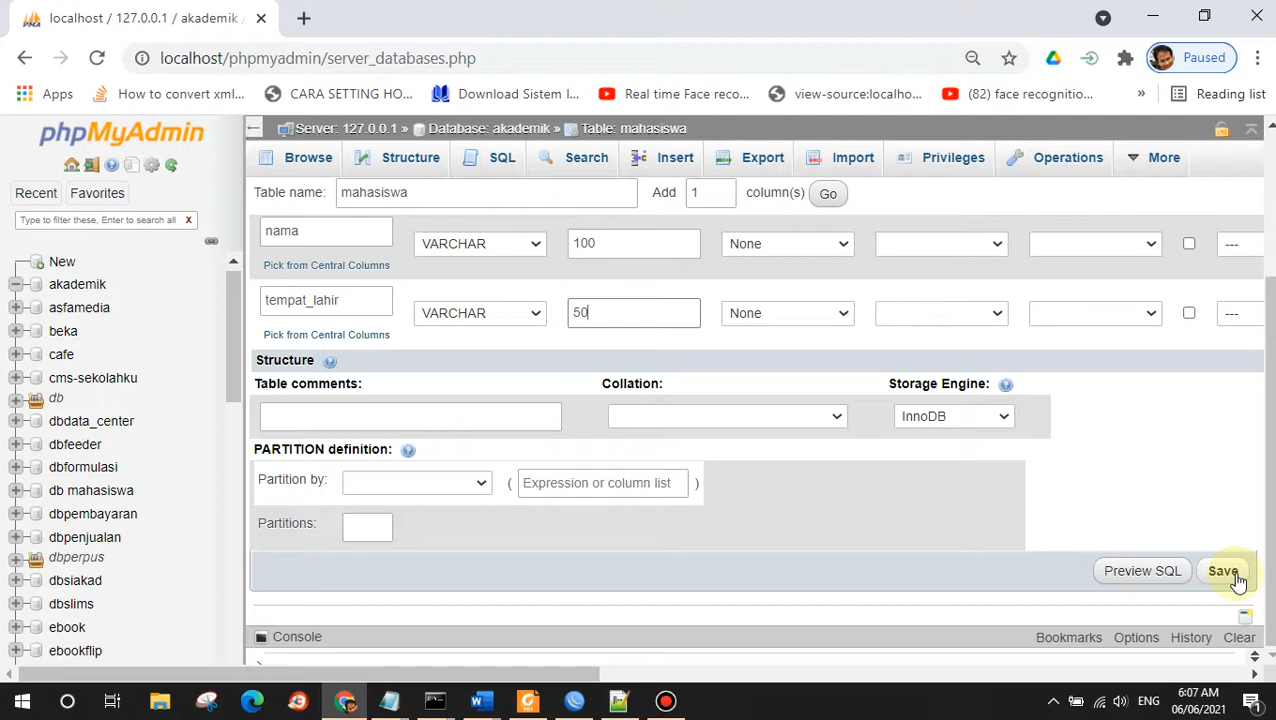 localhost / 127.0.0.1 / akademik
localhost/phpmyadmin/server_databases.php
Paused
Apps
How to convert xml...
CARA SETTING HO...
Download Sistem I...
Real time Face reco...
view-source:localho...
(82) face recognitio...
»
Reading list
phpMyAdmin
Server: 127.0.0.1 » Database: akademik » Table: mahasiswa
Browse
Structure
SQL
Search
Insert
Export
Import
Privileges
Operations
More
Recent
Favorites
Table name: mahasiswa Add 1 column(s) Go
Type to filter these, Enter to search all X
nama VARCHAR 100 None ---
Pick from Central Columns
tempat_lahir VARCHAR 50 None ---
Pick from Central Columns
Structure
Table comments: Collation: Storage Engine:
InnoDB
PARTITION definition:
Partition by: ( Expression or column list )
Partitions:
Preview SQL Save
Console Bookmarks Options History Clear
>
New
akademik
asfamedia
beka
cafe
cms-sekolahku
db
dbdata_center
dbfeeder
dbformulasi
db mahasiswa
dbpembayaran
dbpenjualan
dbperpus
dbsiakad
dbslims
ebook
ebookflip
ENG
6:07 AM
06/06/2021
1